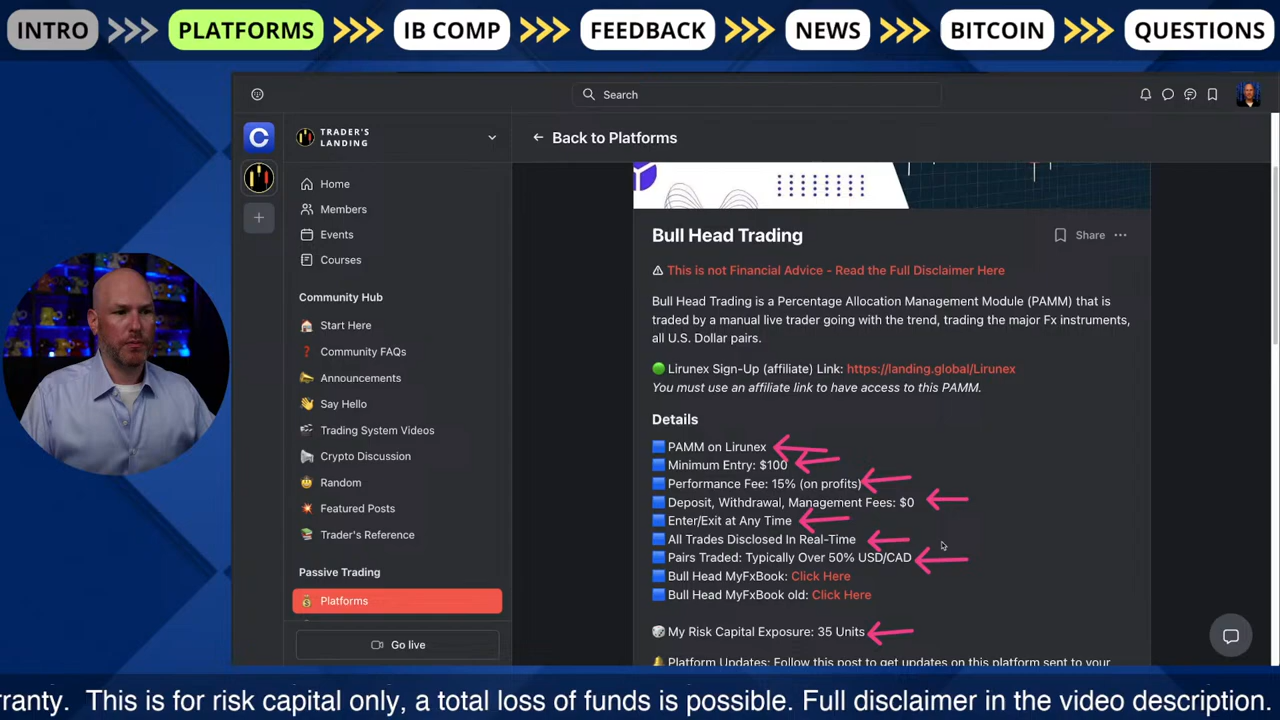 INTRO
PLATFORMS
IB COMP
FEEDBACK
NEWS
BITCOIN
QUESTIONS
Search
C
TRADER'S
LANDING
Back to Platforms
Home
Members
Events
Courses
Community Hub
Start Here
Community FAQs
Announcements
Say Hello
Trading System Videos
Crypto Discussion
Random
Featured Posts
Trader's Reference
Passive Trading
Platforms
Go live
Bull Head Trading
Share
This is not Financial Advice - Read the Full Disclaimer Here
Bull Head Trading is a Percentage Allocation Management Module (PAMM) that is
traded by a manual live trader going with the trend, trading the major Fx instruments,
all U.S. Dollar pairs.
Lirunex Sign-Up (affiliate) Link: https://landing.global/Lirunex
You must use an affiliate link to have access to this PAMM.
Details
PAMM on Lirunex
Minimum Entry: $100
Performance Fee: 15% (on profits)
Deposit, Withdrawal, Management Fees: $0
Enter/Exit at Any Time
All Trades Disclosed In Real-Time
Pairs Traded: Typically Over 50% USD/CAD
Bull Head MyFxBook: Click Here
Bull Head MyFxBook old: Click Here
My Risk Capital Exposure: 35 Units
Platform Updates: Follow this post to get updates on this platform sent to your
rranty. This is for risk capital only, a total loss of funds is possible. Full disclaimer in the video description.